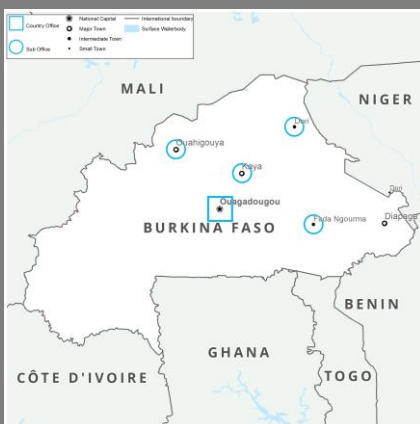 Country Office
Sub Office
National Capital
Major Town
Intermediate Town
Small Town
International boundary
Surface Waterbody
MALI
NIGER
Dori
Ouahigouya
Kaya
Ouagadougou
BURKINA FASO
Fada Ngourma
Diapaga
BENIN
GHANA
CÔTE D'IVOIRE
TOGO